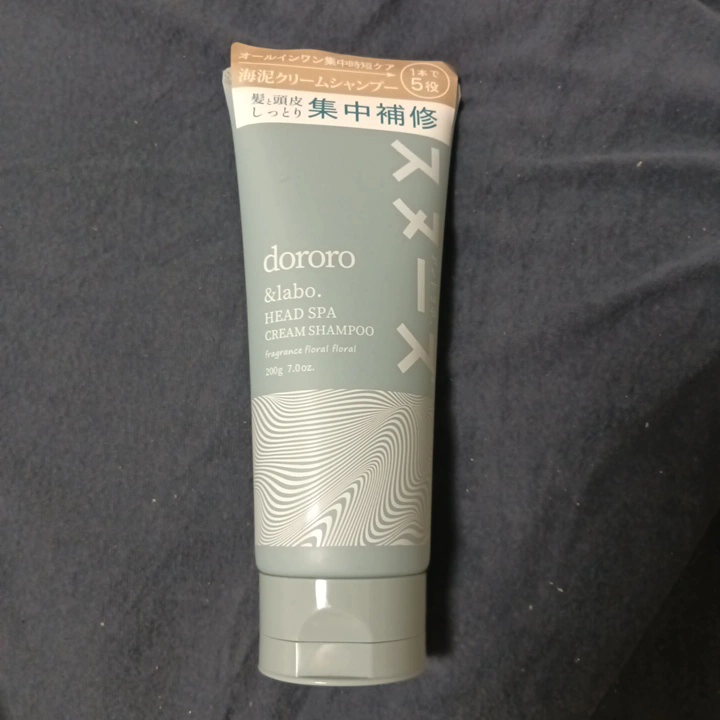 オールインワン集中時短ケア
海泥クリームシャンプー
1本で
5役
髪と頭皮
しっとり
集中補修
スムース
dororo
&labo.
HEAD SPA
CREAM SHAMPOO
fragrance floral floral
200g 7.0oz.